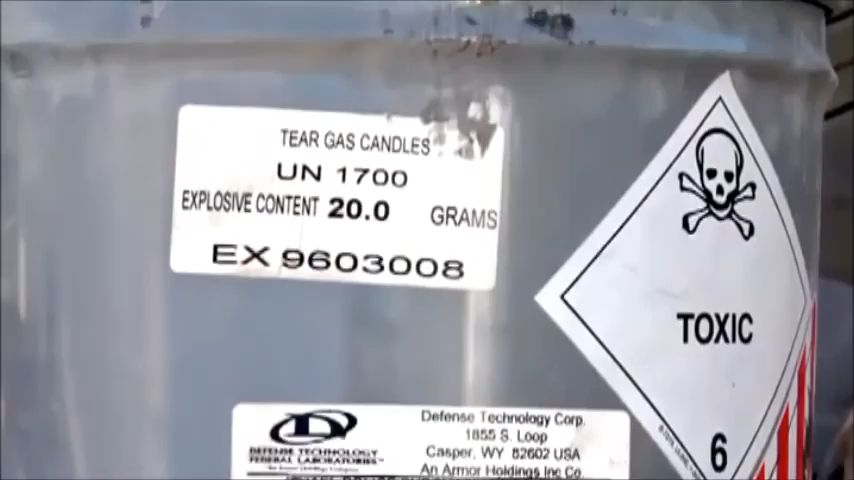 TEAR GAS CANDLES
UN 1700
EXPLOSIVE CONTENT 20.0 GRAMS
EX 9603008
TOXIC
6
DEFENSE TECHNOLOGY
FEDERAL LABORATORIES
Defense Technology Corp.
1855 S. Loop
Casper, WY 82602 USA
An Armor Holdings Inc Co.